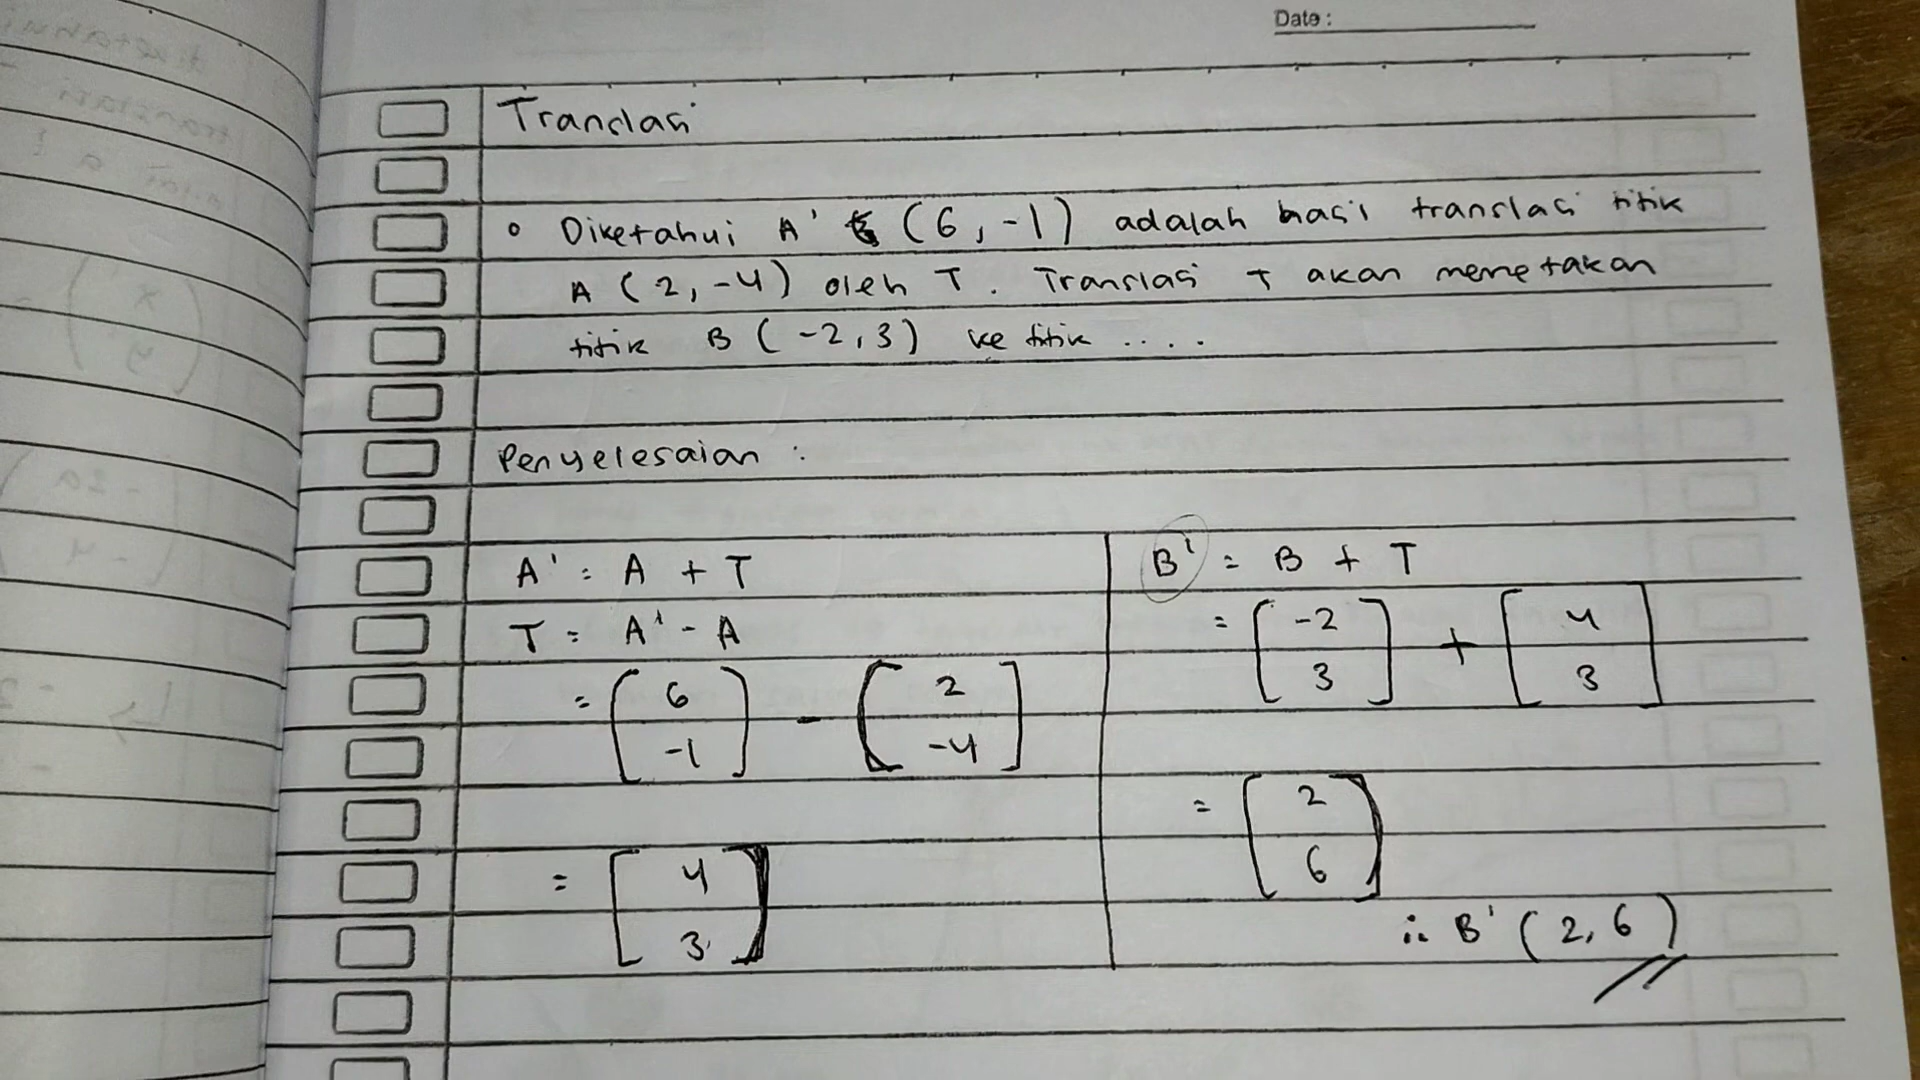 Date :
Translasi
• Diketahui A' (6, -1) adalah hasil translasi titik
A (2, -4) oleh T. Translasi T akan memetakan
titik B (-2, 3) ke titik ....
Penyelesaian :
A' = A + T
T = A' - A
= [6 -1] - [2 -4]
= [4 3]
B' = B + T
= [-2 3] + [4 3]
= [2 6]
∴ B' (2, 6)